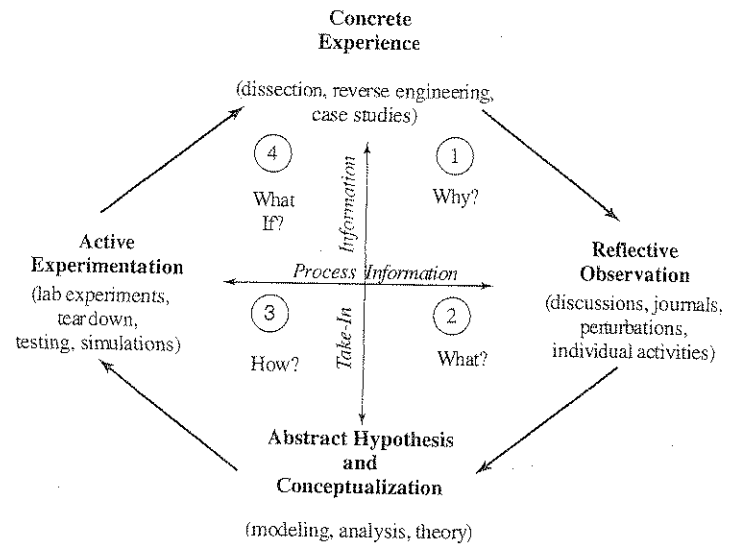 Concrete
Experience
(dissection, reverse engineering,
case studies)
4
1
What
If?
Why?
Information
Active
Experimentation
(lab experiments,
teardown,
testing, simulations)
Process Information
Reflective
Observation
(discussions, journals,
perturbations,
individual activities)
3
2
How?
What?
Take-In
Abstract Hypothesis
and
Conceptualization
(modeling, analysis, theory)